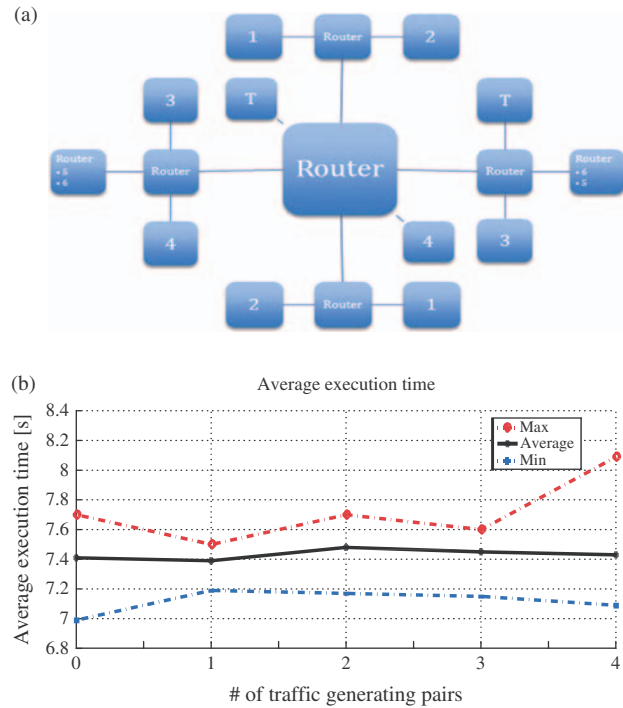 (a)
1
Router
2
3
T
T
Router
• 5
• 6
Router
Router
Router
Router
• 6
• 5
4
4
3
2
Router
1
(b)
Average execution time
Average execution time [s]
8.4
8.2
8
7.8
7.6
7.4
7.2
7
6.8
Max
Average
Min
0
1
2
3
4
# of traffic generating pairs